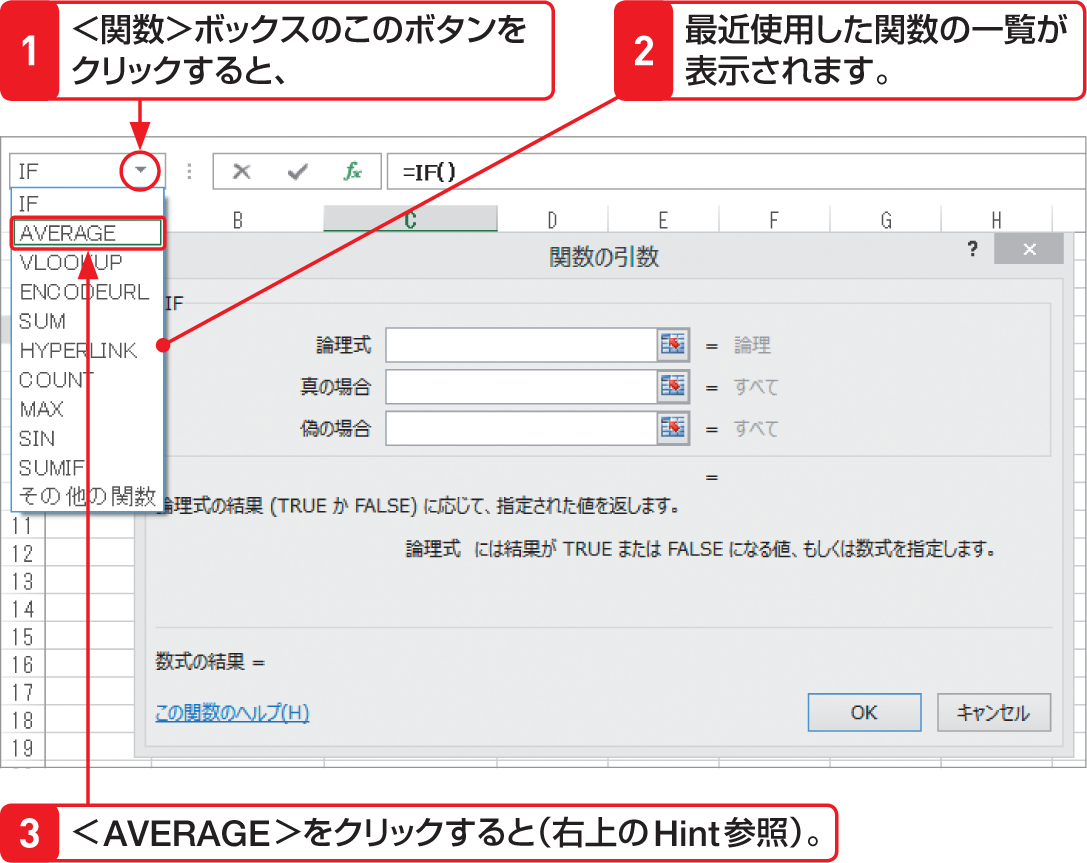 1
＜関数＞ボックスのこのボタンを
クリックすると、
2
最近使用した関数の一覧が
表示されます。
IF
fx
=IF()
IF
AVERAGE
VLOOKUP
ENCODEURL
SUM
HYPERLINK
COUNT
MAX
SIN
SUMIF
その他の関数
B C D E F G H
関数の引数
?
IF
論理式
= 論理
真の場合
= すべて
偽の場合
= すべて
=
論理式の結果 (TRUE か FALSE) に応じて、指定された値を返します。
論理式 には結果が TRUE または FALSE になる値、もしくは数式を指定します。
数式の結果 =
この関数のヘルプ(H)
OK
キャンセル
11
12
13
14
15
16
17
18
19
3
＜AVERAGE＞をクリックすると（右上のHint参照）。